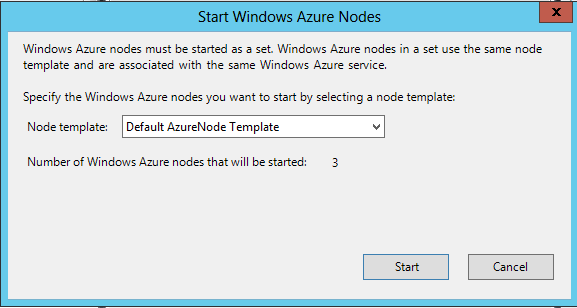 Start Windows Azure Nodes
x
Windows Azure nodes must be started as a set. Windows Azure nodes in a set use the same node
template and are associated with the same Windows Azure service.
Specify the Windows Azure nodes you want to start by selecting a node template:
Node template: Default AzureNode Template
Number of Windows Azure nodes that will be started: 3
Start Cancel